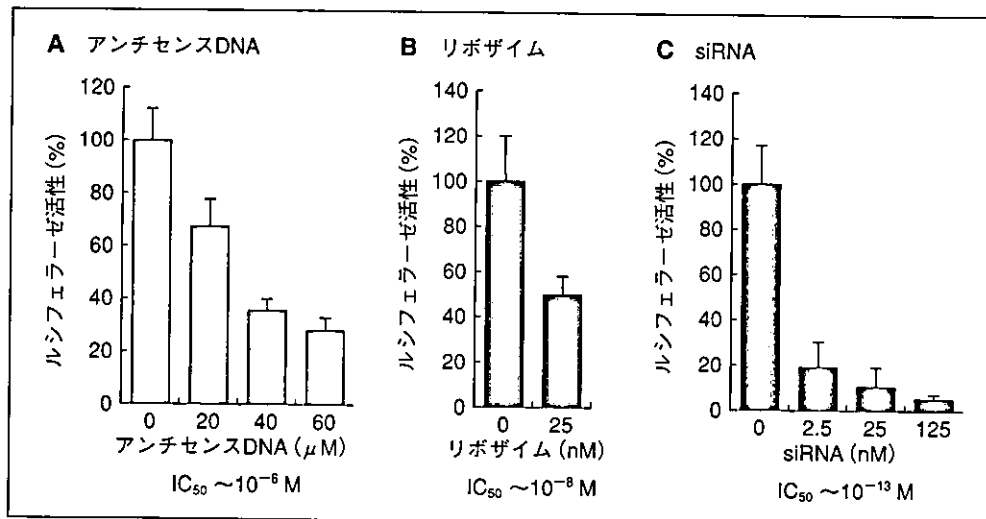 A アンチセンスDNA
ルシフェラーゼ活性(%)
120
100
80
60
40
20
0
0 20 40 60
アンチセンスDNA(μM)
IC₅₀ ～10⁻⁶ M
B リボザイム
ルシフェラーゼ活性(%)
140
120
100
80
60
40
20
0
0 25
リボザイム(nM)
IC₅₀ ～10⁻⁸ M
C siRNA
ルシフェラーゼ活性(%)
140
120
100
80
60
40
20
0
0 2.5 25 125
siRNA(nM)
IC₅₀ ～10⁻¹³ M